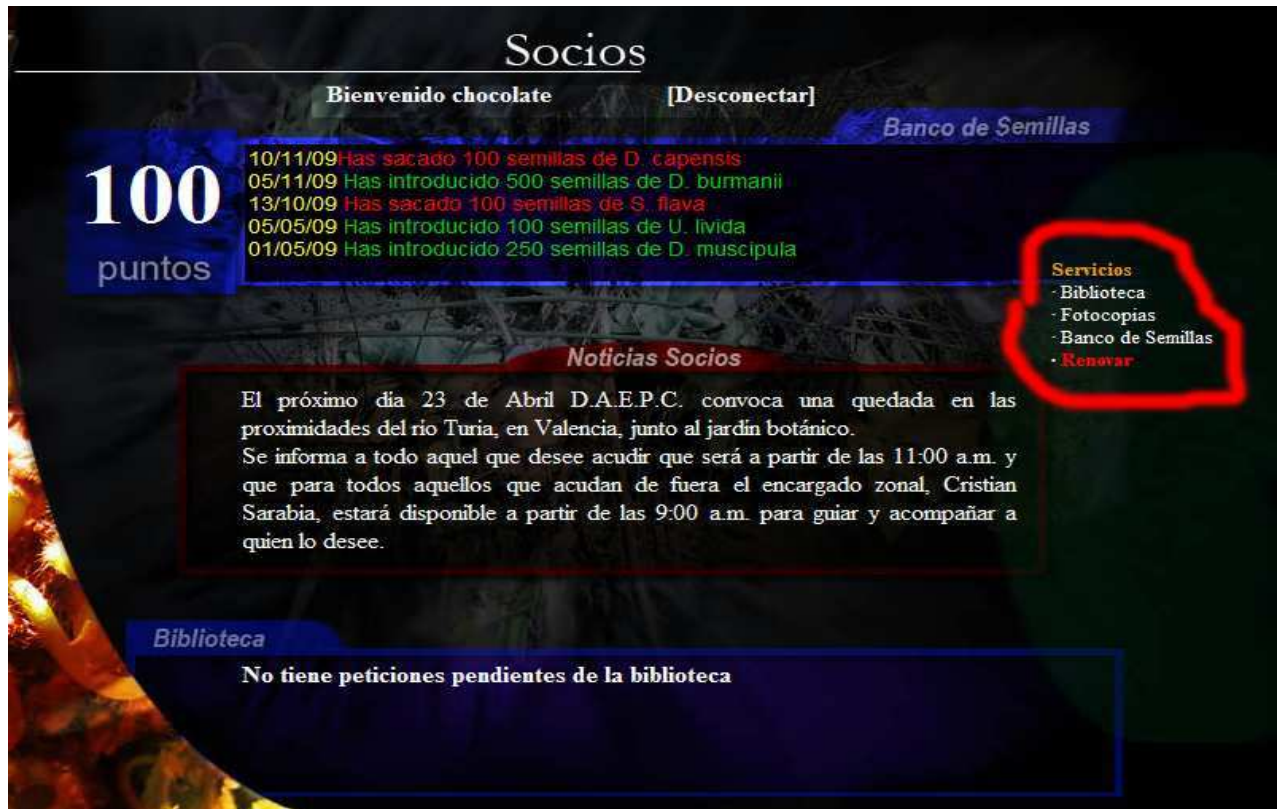 Socios
Bienvenido chocolate [Desconectar]
Banco de Semillas
100
puntos
10/11/09Has sacado 100 semillas de D. capensis
05/11/09 Has introducido 500 semillas de D. burmanii
13/10/09 Has sacado 100 semillas de S. flava
05/05/09 Has introducido 100 semillas de U. livida
01/05/09 Has introducido 250 semillas de D. muscipula
Servicios
· Biblioteca
· Fotocopias
· Banco de Semillas
· Renovar
Noticias Socios
El próximo día 23 de Abril D.A.E.P.C. convoca una quedada en las
proximidades del río Turia, en Valencia, junto al jardín botánico.
Se informa a todo aquel que desee acudir que será a partir de las 11:00 a.m. y
que para todos aquellos que acudan de fuera el encargado zonal, Cristian
Sarabia, estará disponible a partir de las 9:00 a.m. para guiar y acompañar a
quien lo desee.
Biblioteca
No tiene peticiones pendientes de la biblioteca